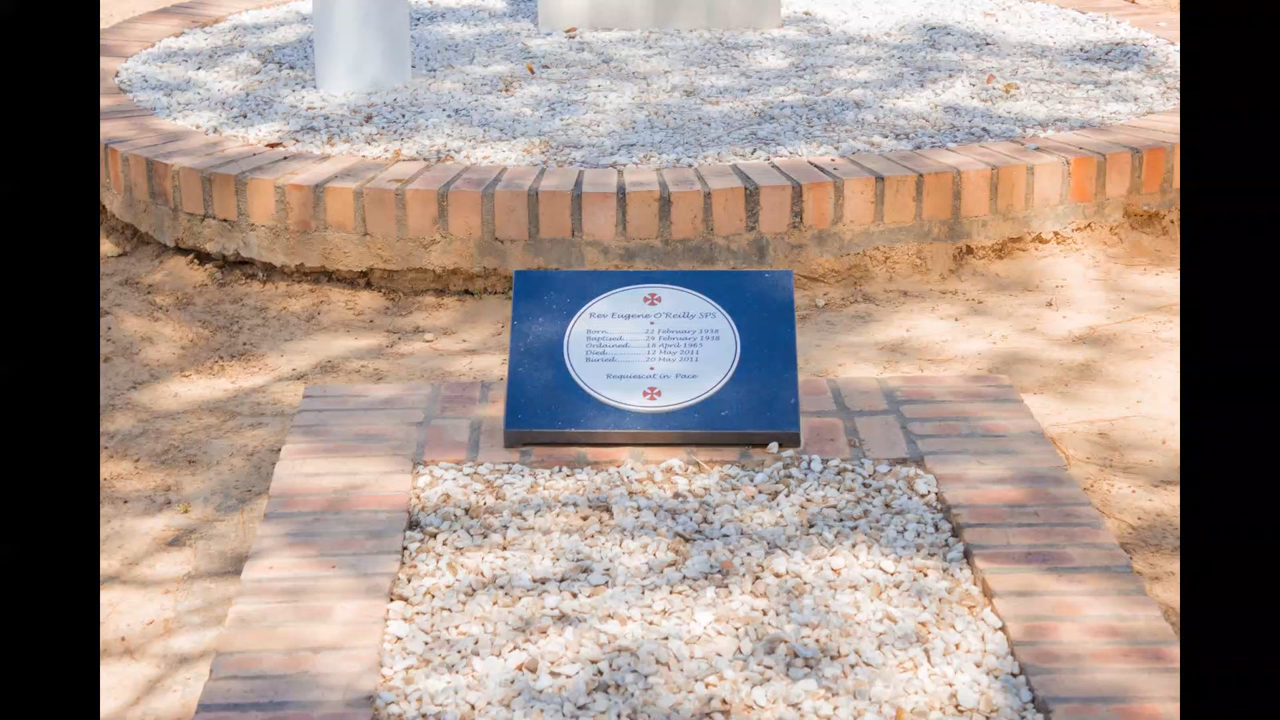 Rev Eugene O'Reilly SPS
Born..........22 February 1938
Baptised......24 February 1938
Ordained......18 April 1965
Died..........12 May 2011
Buried........20 May 2011
Requiescat in Pace